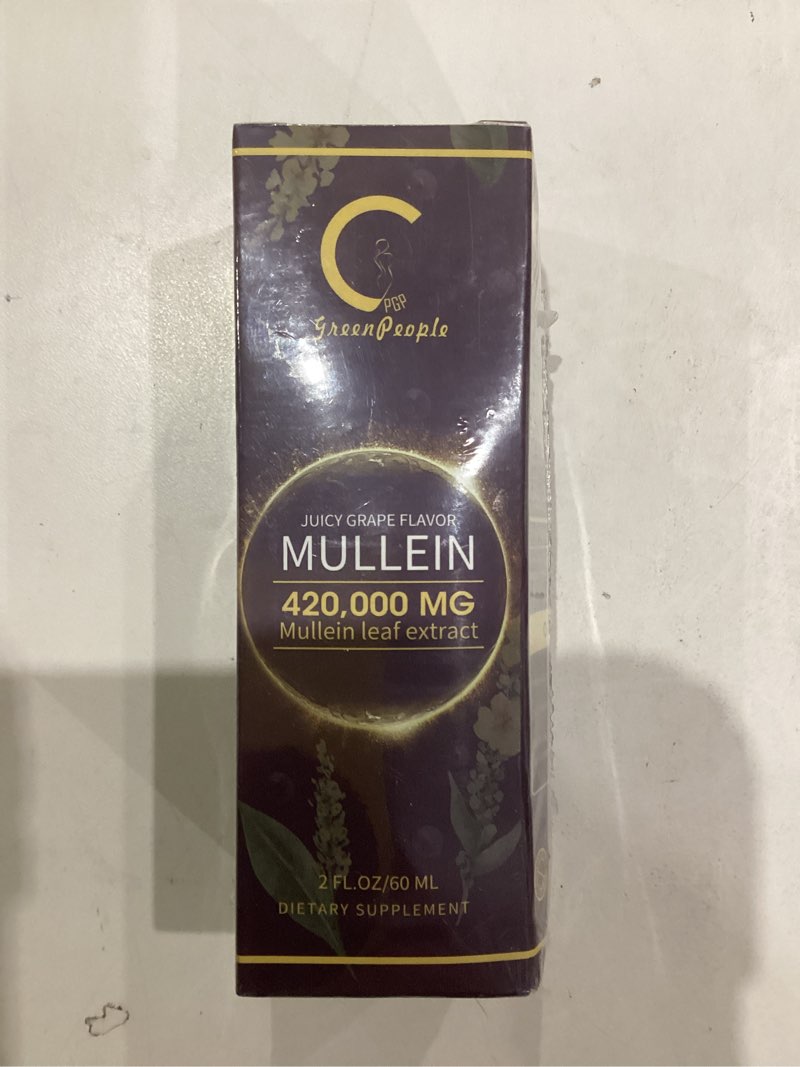 PGP
GreenPeople
JUICY GRAPE FLAVOR
MULLEIN
420,000 MG
Mullein leaf extract
2 FL.OZ/60 ML
DIETARY SUPPLEMENT